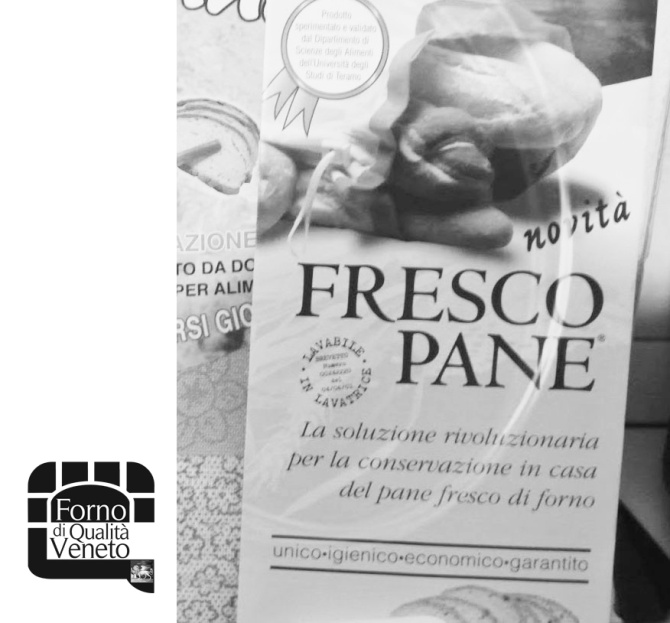 Prodotto
sperimentato e validato
dal Dipartimento di
Scienze degli Alimenti
dell'Università degli
Studi di Teramo
novità
FRESCO
PANE®
LAVABILE
IN LAVATRICE
BREVETTO
La soluzione rivoluzionaria
per la conservazione in casa
del pane fresco di forno
unico•igienico•economico•garantito
AZIONE
TO DA DO
PER ALIM
RSI GIO
Forno
di Qualità
Veneto